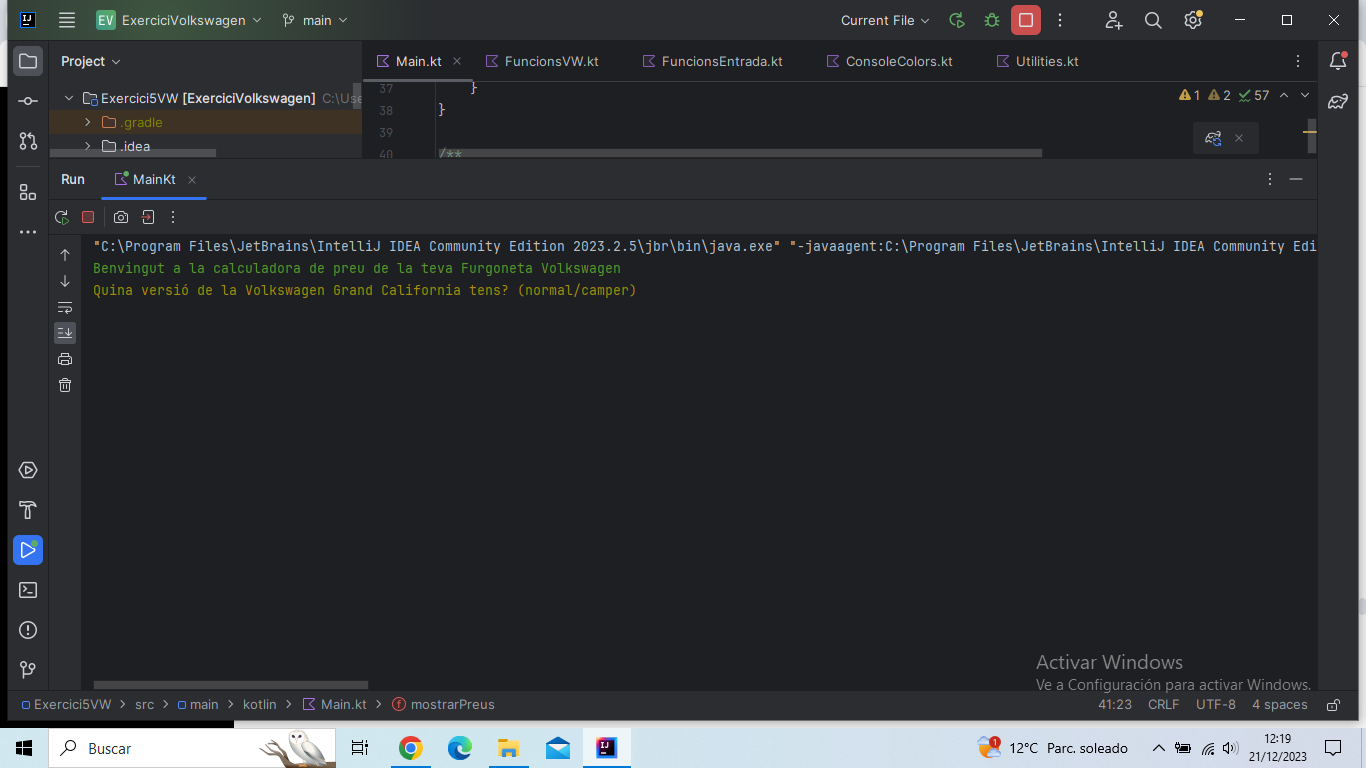 EV ExerciciVolkswagen main Current File
Project Main.kt FuncionsVW.kt FuncionsEntrada.kt ConsoleColors.kt Utilities.kt
37 }
Exercici5VW [ExerciciVolkswagen] C:\Use 38 } 1 2 57
.gradle 39
.idea 40 /**
Run MainKt
"C:\Program Files\JetBrains\IntelliJ IDEA Community Edition 2023.2.5\jbr\bin\java.exe" "-javaagent:C:\Program Files\JetBrains\IntelliJ IDEA Community Edi
Benvingut a la calculadora de preu de la teva Furgoneta Volkswagen
Quina versió de la Volkswagen Grand California tens? (normal/camper)
Activar Windows
Ve a Configuración para activar Windows.
Exercici5VW > src > main > kotlin > Main.kt > mostrarPreus 41:23 CRLF UTF-8 4 spaces
Buscar 1 12°C Parc. soleado 12:19
21/12/2023